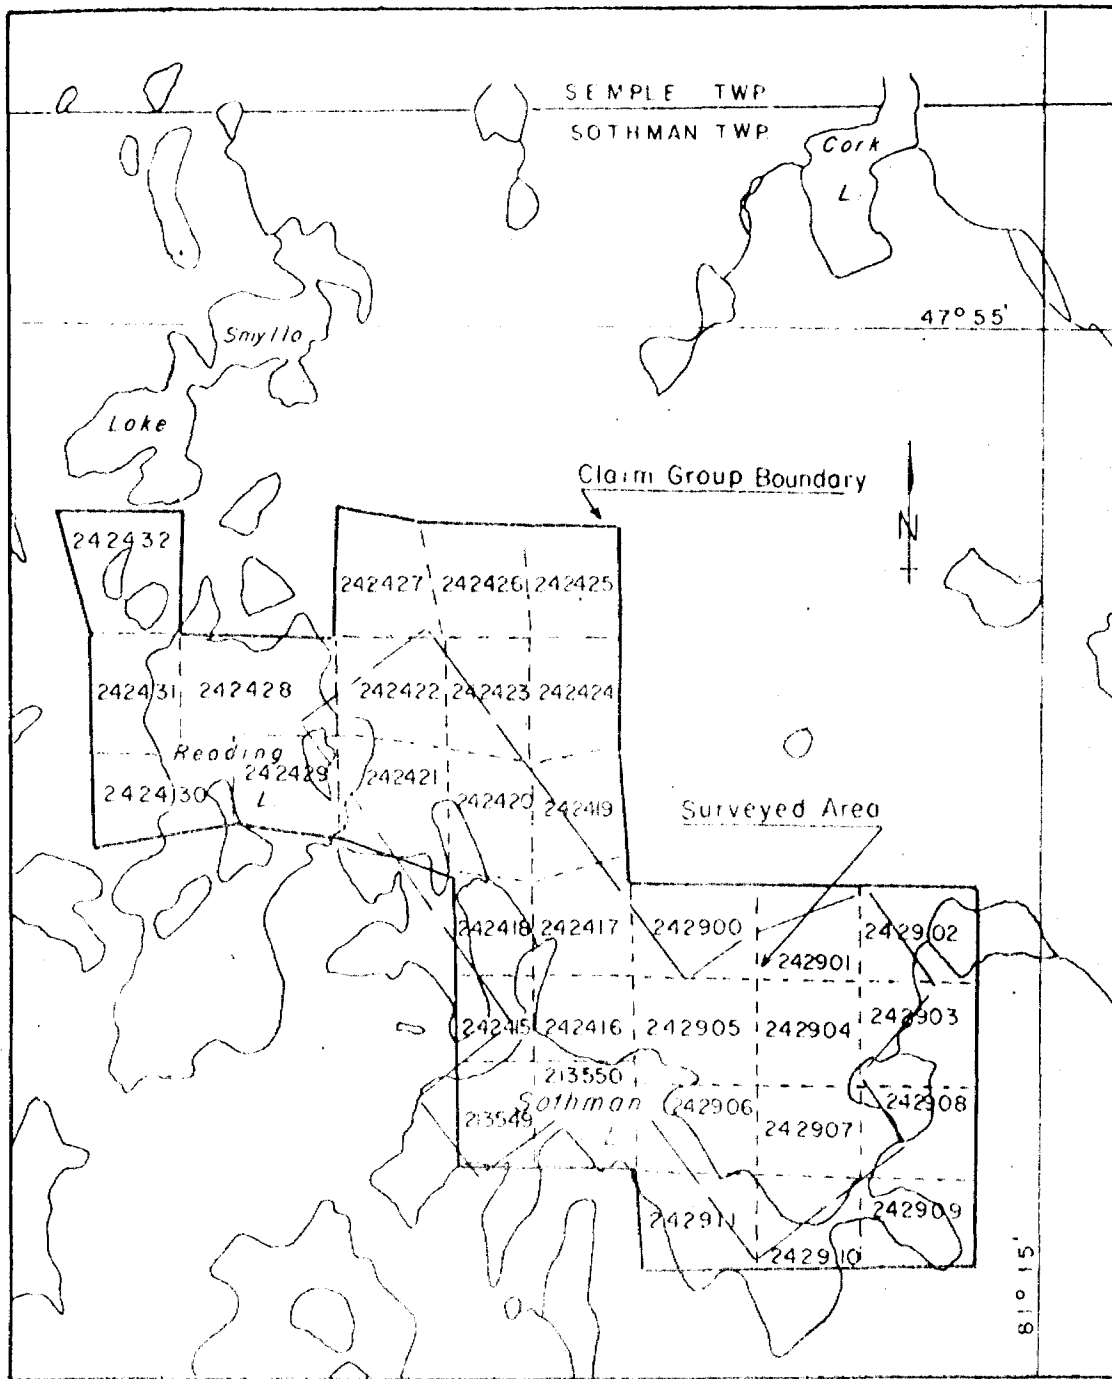 SEMPLE TWP.
SOTHMAN TWP.
Cork
L.
47° 55'
Smylla
Lake
Claim Group Boundary
N
242432
242427 242426 242425
242431 242428 242422 242423 242424
Reading
L.
242430 242429 242421 242420 242419
Surveyed Area
242418 242417 242900 242901 242902
242415 242416 242905 242904 242903
213550
Sothman
L.
213549 242906 242907 242908
242911 242910 242909
81° 15'